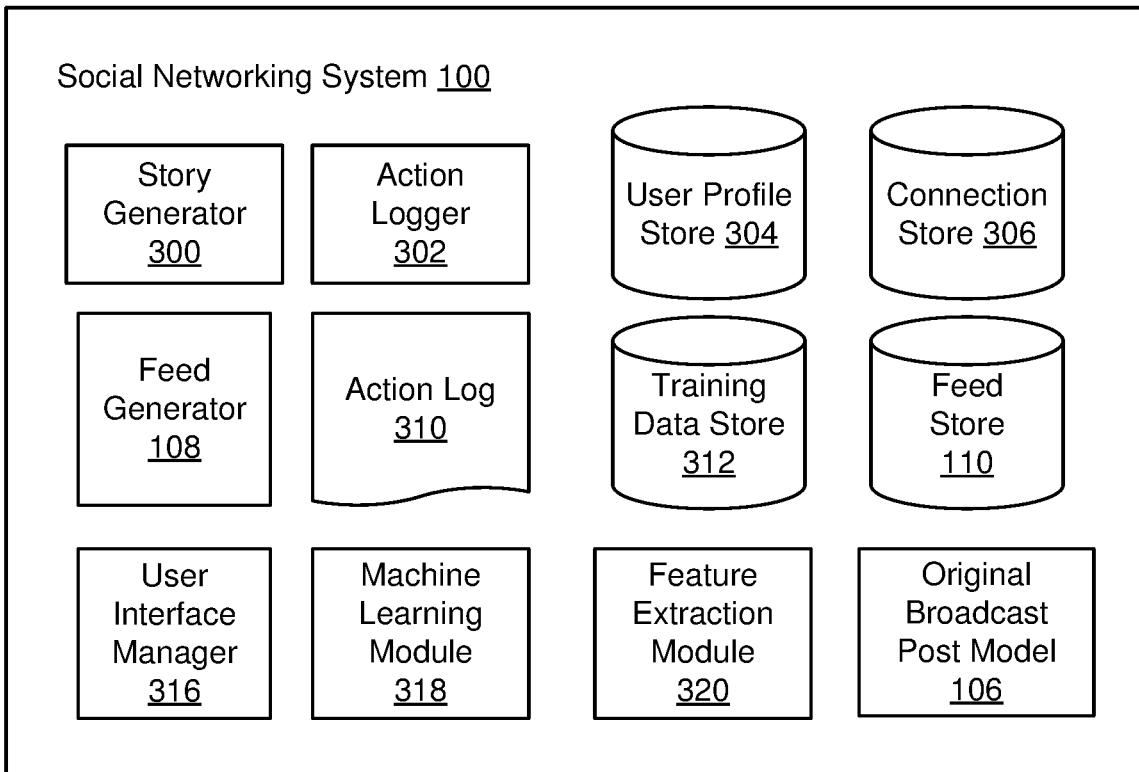 Social Networking System 100
Story
Generator
300
Action
Logger
302
User Profile
Store 304
Connection
Store 306
Feed
Generator
108
Action Log
310
Training
Data Store
312
Feed
Store
110
User
Interface
Manager
316
Machine
Learning
Module
318
Feature
Extraction
Module
320
Original
Broadcast
Post Model
106